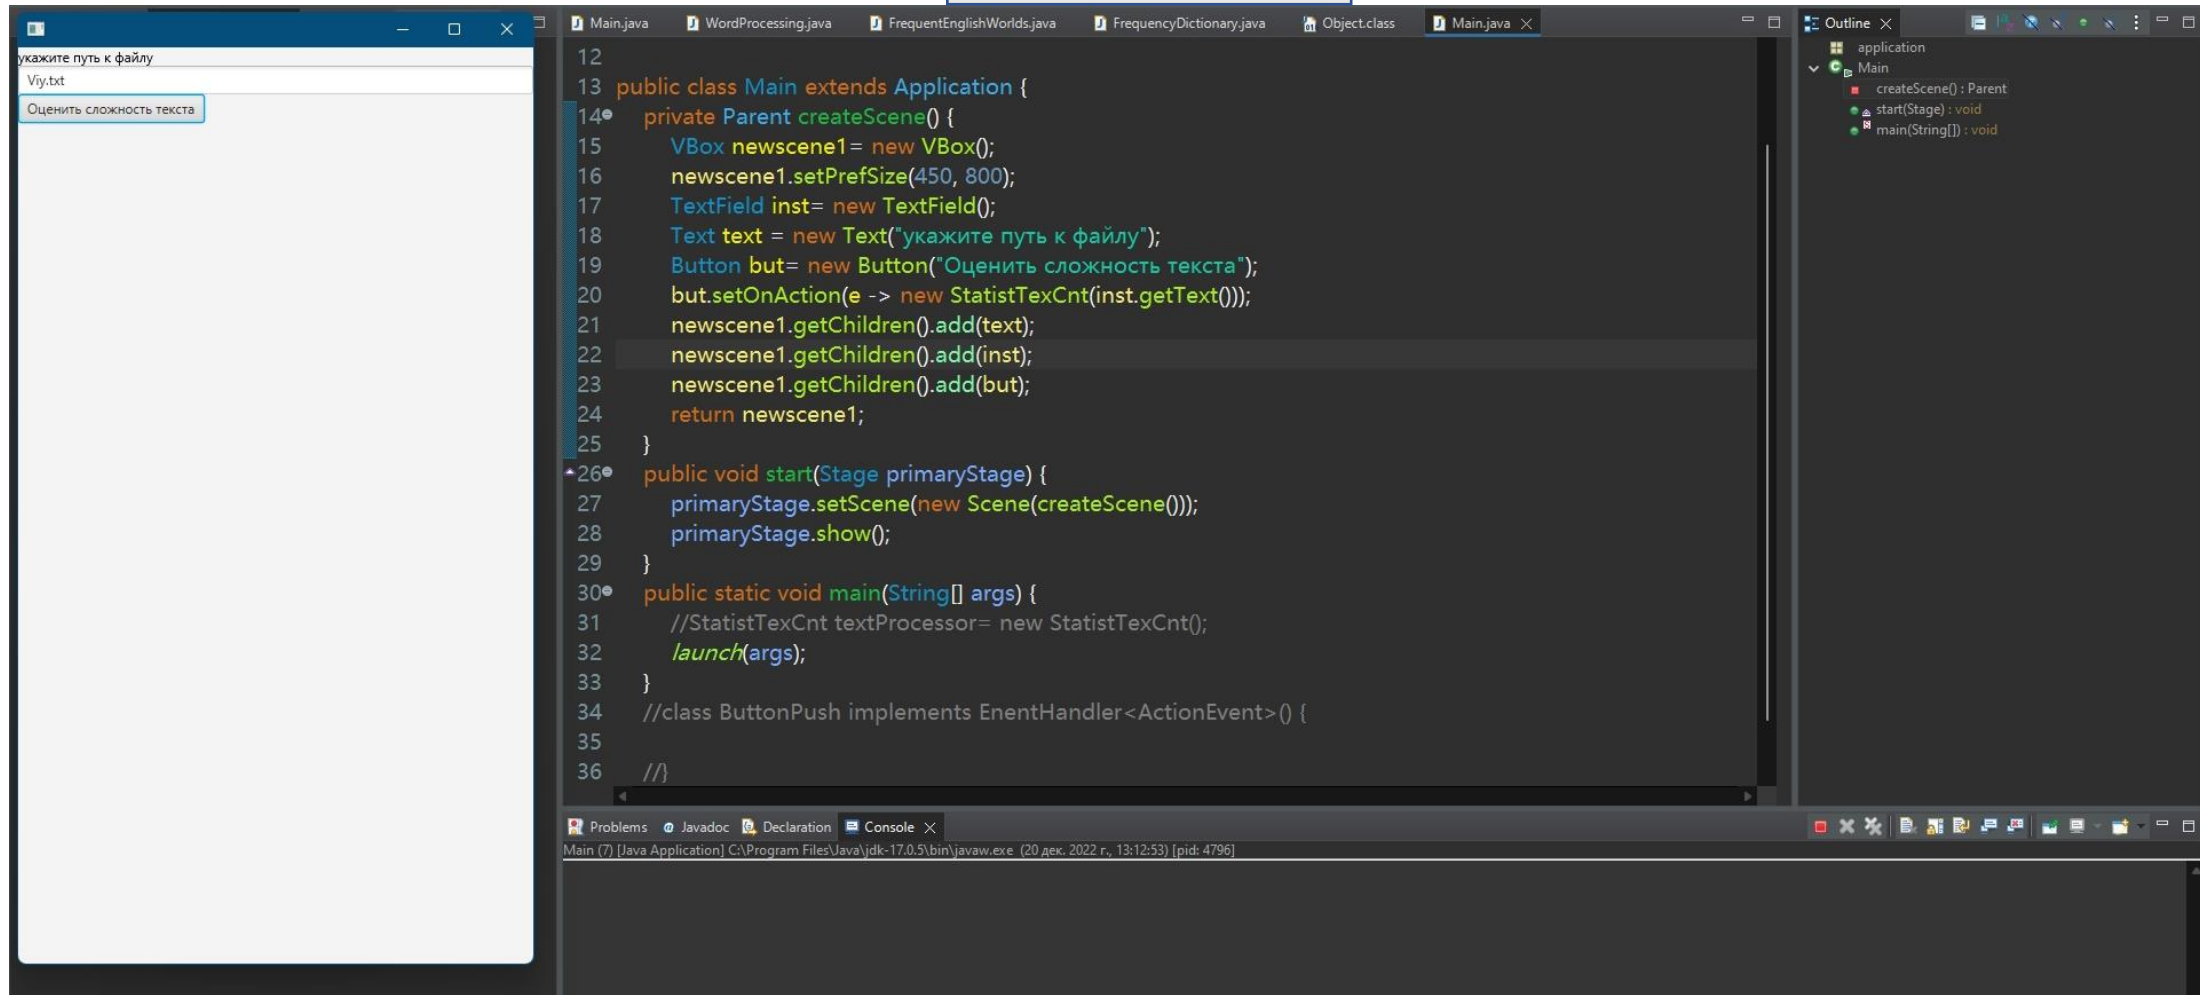 укажите путь к файлу
Viy.txt
Оценить сложность текста
Main.java WordProcessing.java FrequentEnglishWorlds.java FrequencyDictionary.java Object.class Main.java
12
13 public class Main extends Application {
14 private Parent createScene() {
15 VBox newscene1= new VBox();
16 newscene1.setPrefSize(450, 800);
17 TextField inst= new TextField();
18 Text text = new Text("укажите путь к файлу");
19 Button but= new Button("Оценить сложность текста");
20 but.setOnAction(e -> new StatistTexCnt(inst.getText()));
21 newscene1.getChildren().add(text);
22 newscene1.getChildren().add(inst);
23 newscene1.getChildren().add(but);
24 return newscene1;
25 }
26 public void start(Stage primaryStage) {
27 primaryStage.setScene(new Scene(createScene()));
28 primaryStage.show();
29 }
30 public static void main(String[] args) {
31 //StatistTexCnt textProcessor= new StatistTexCnt();
32 launch(args);
33 }
34 //class ButtonPush implements EnentHandler<ActionEvent>() {
35
36 //}
Outline
application
Main
createScene() : Parent
start(Stage) : void
main(String[]) : void
Problems Javadoc Declaration Console
Main (7) [Java Application] C:\Program Files\Java\jdk-17.0.5\bin\javaw.exe (20 дек. 2022 г., 13:12:53) [pid: 4796]